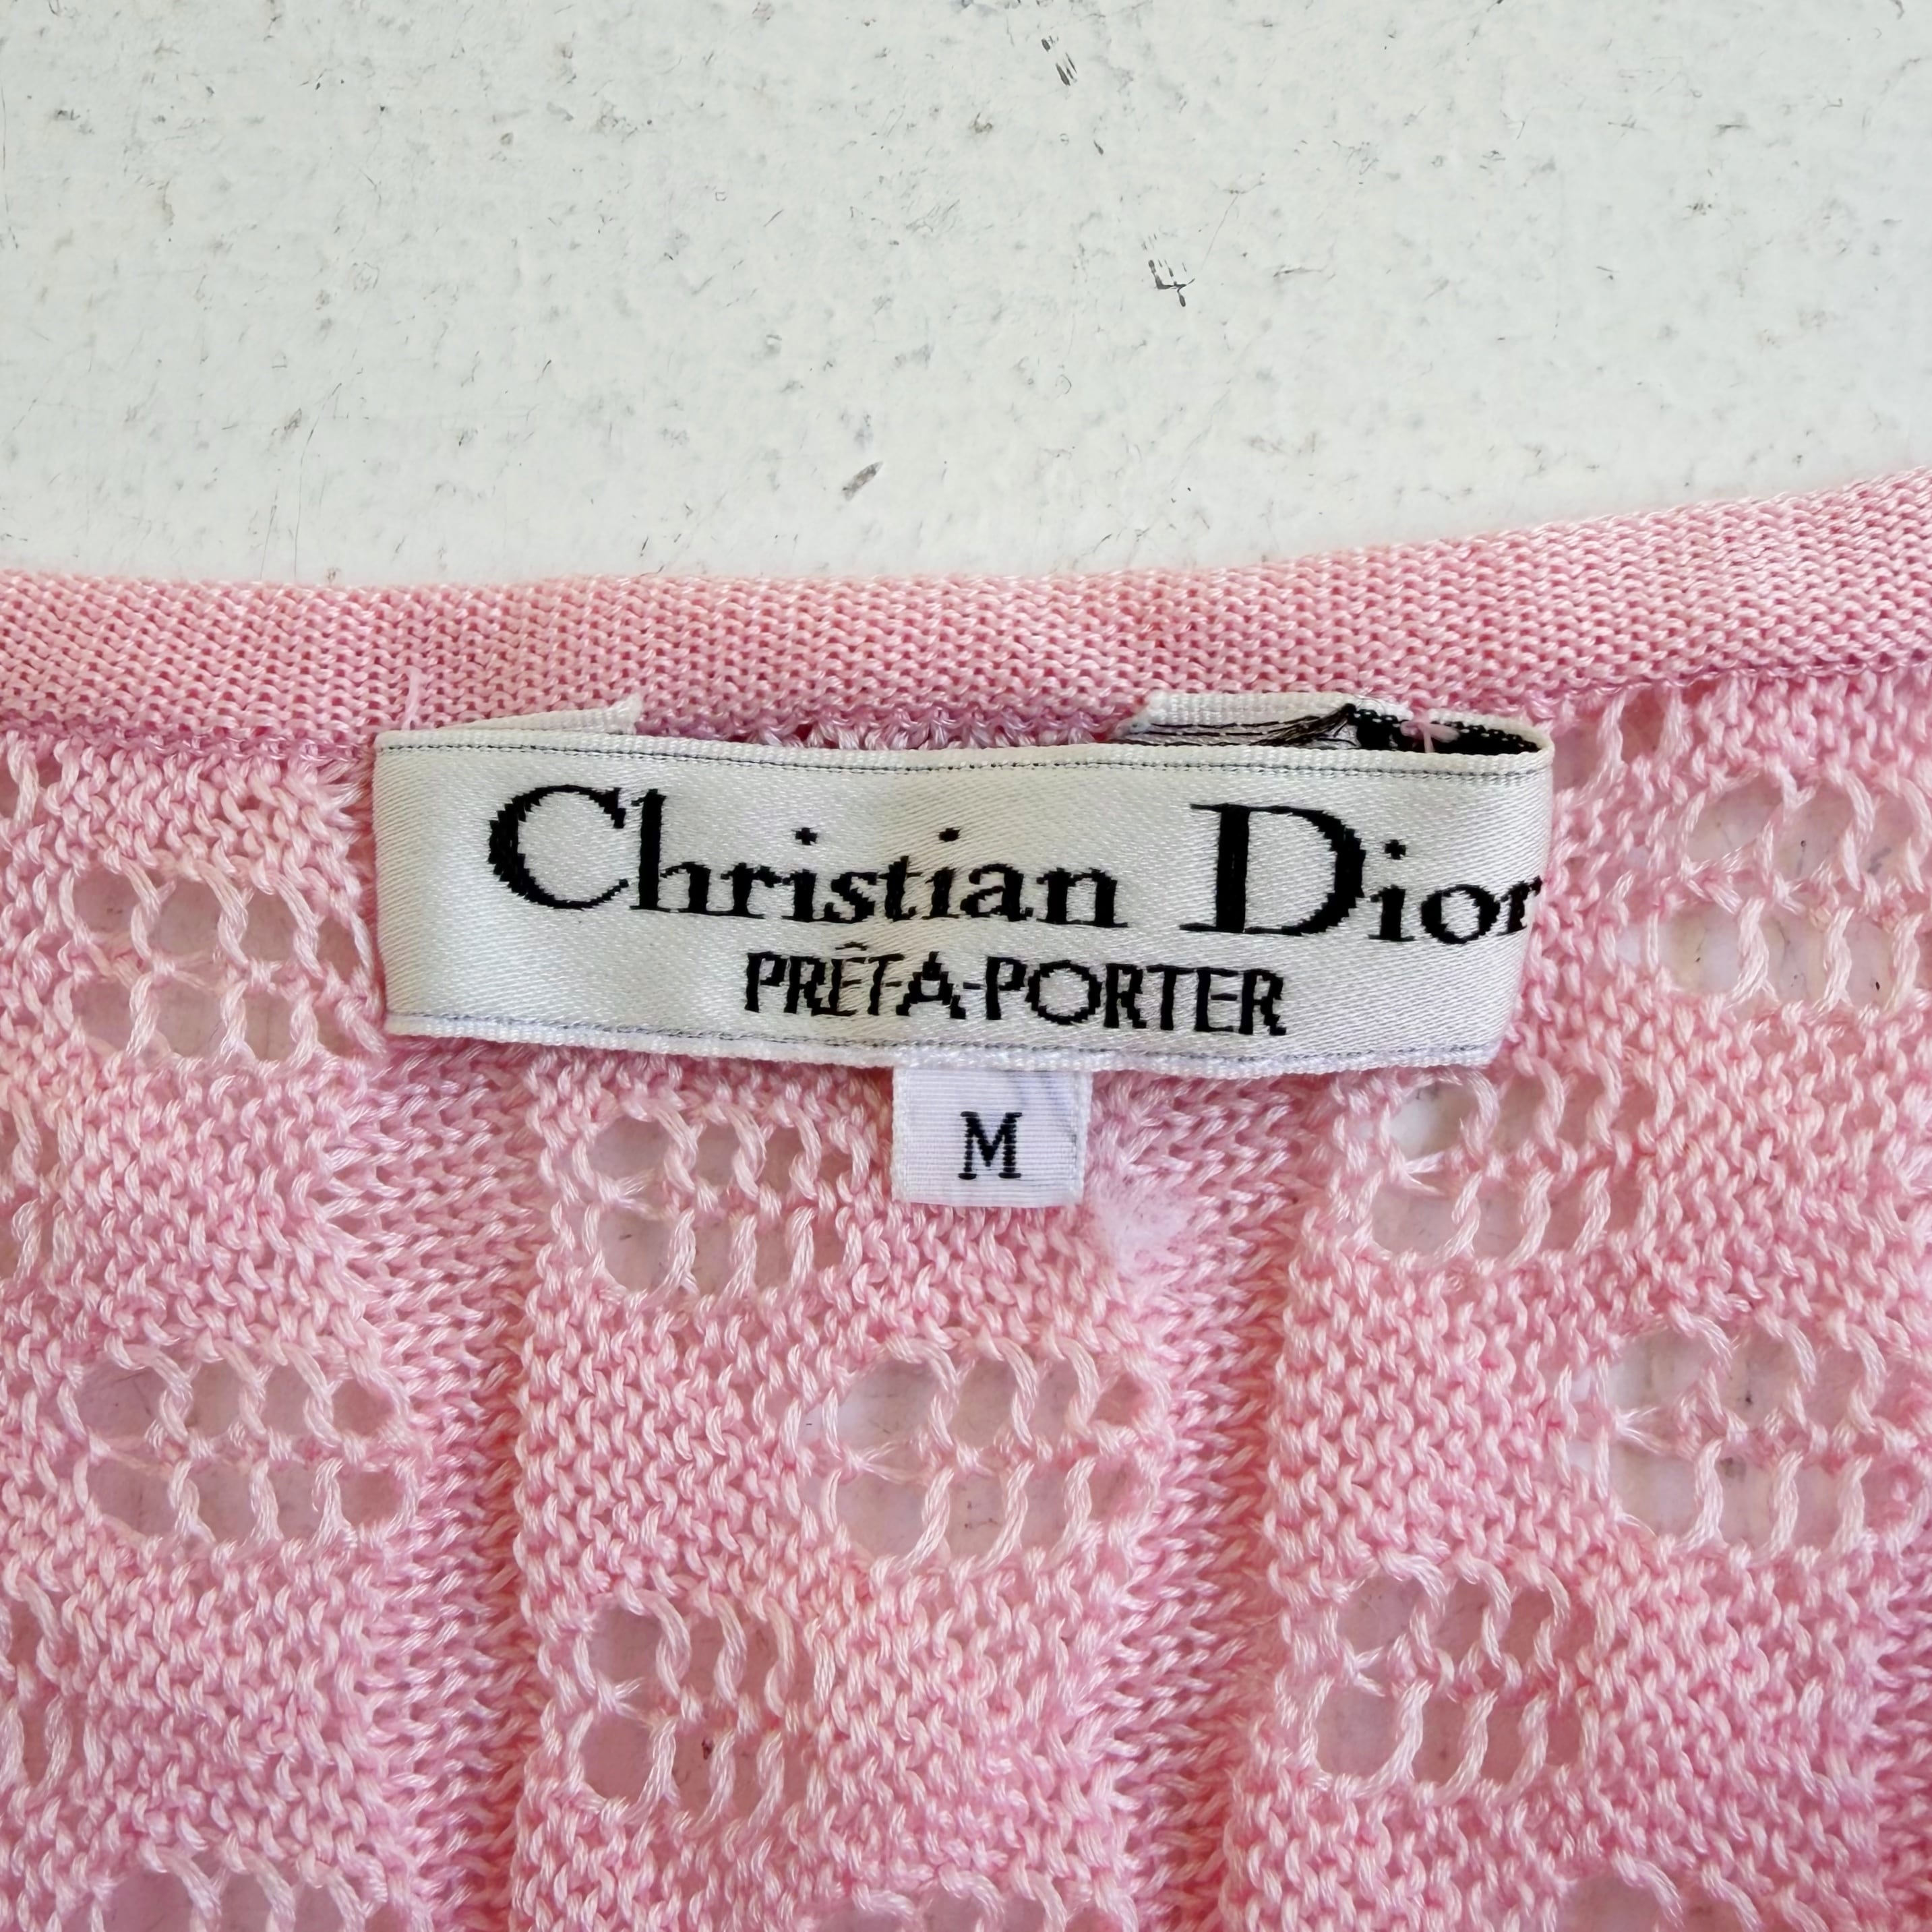 Christian Dior
PRÊT-A-PORTER
M